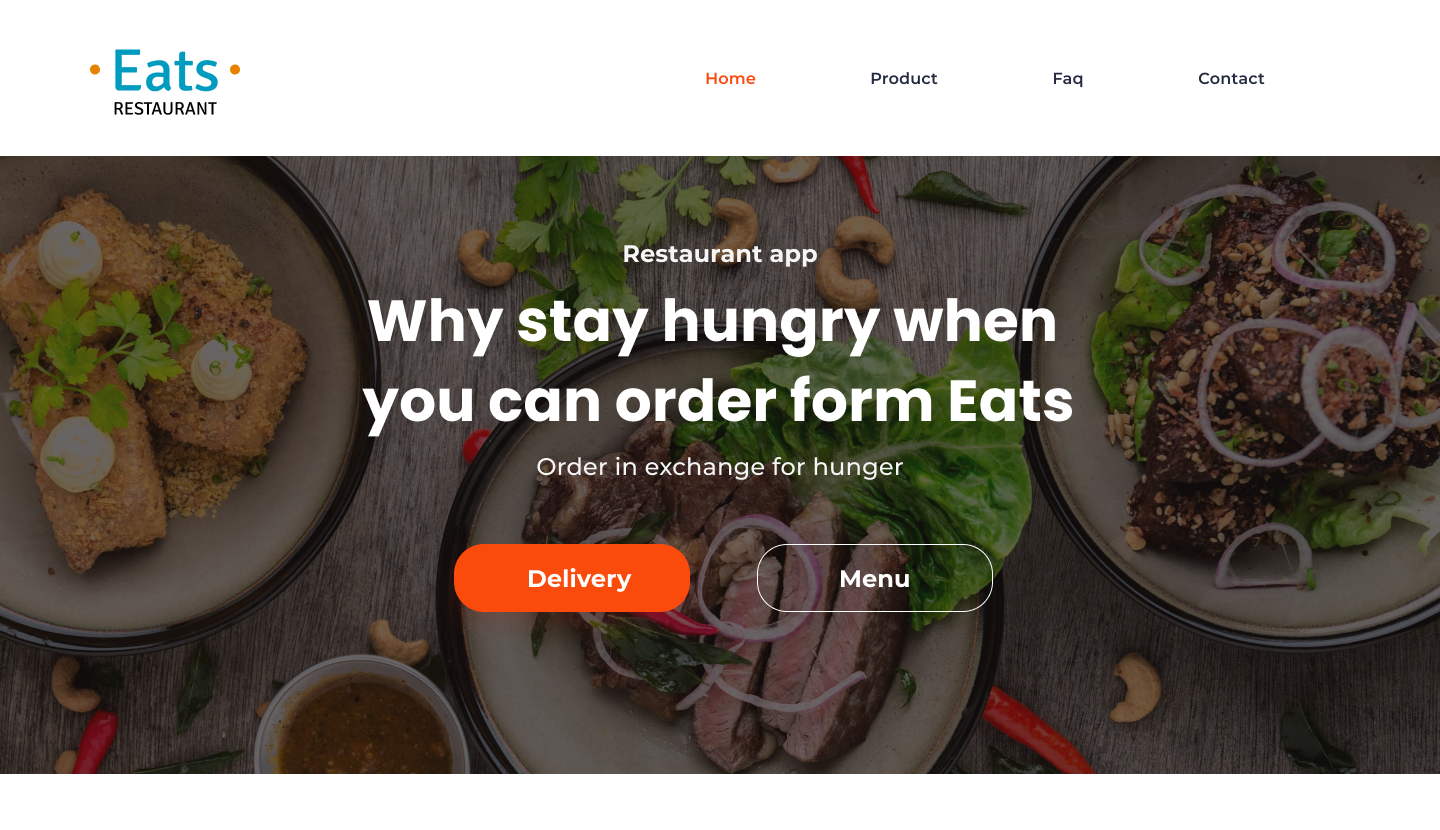 Eats
RESTAURANT
Home Product Faq Contact
Restaurant app
Why stay hungry when
you can order form Eats
Order in exchange for hunger
Delivery Menu